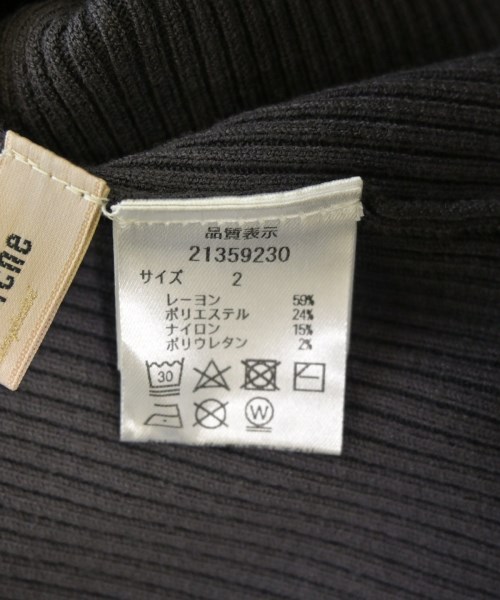 品質表示
21359230
サイズ 2
レーヨン 59%
ポリエステル 24%
ナイロン 15%
ポリウレタン 2%
30
W